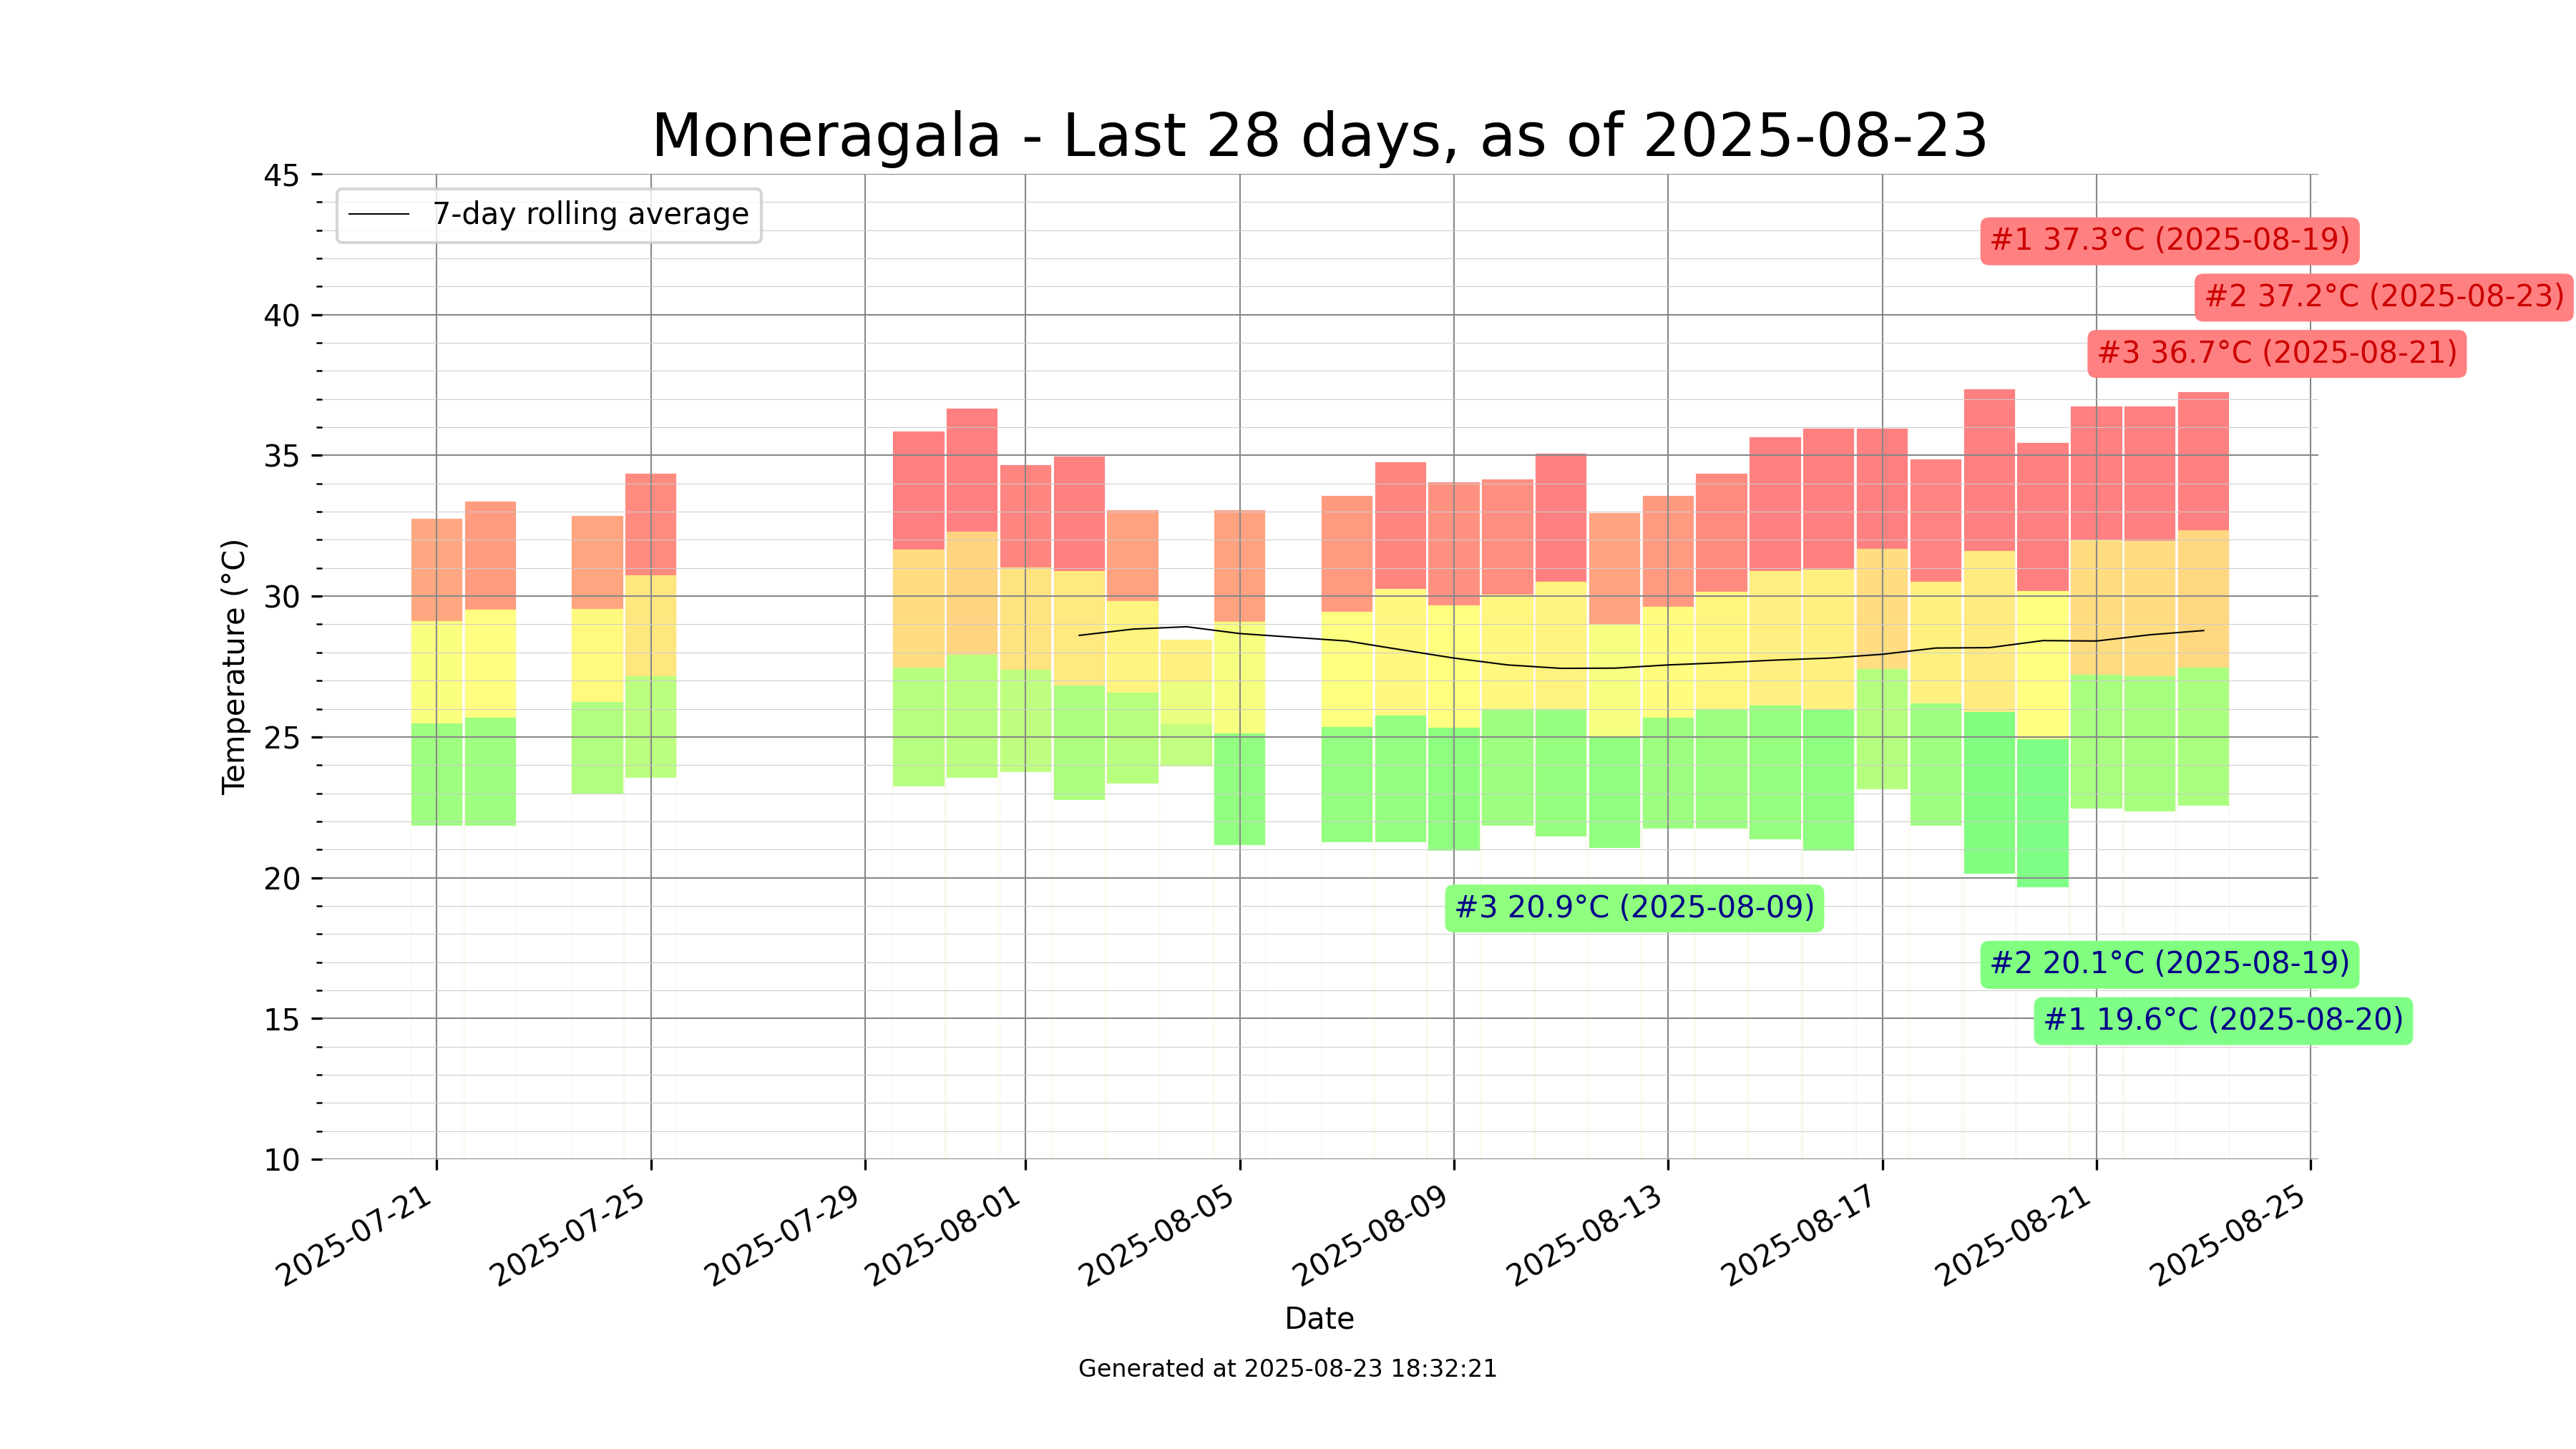 Moneragala - Last 28 days, as of 2025-08-23
7-day rolling average
#1 37.3°C (2025-08-19)
#2 37.2°C (2025-08-23)
#3 36.7°C (2025-08-21)
#3 20.9°C (2025-08-09)
#2 20.1°C (2025-08-19)
#1 19.6°C (2025-08-20)
Temperature (°C)
45
40
35
30
25
20
15
10
2025-07-21
2025-07-25
2025-07-29
2025-08-01
2025-08-05
2025-08-09
2025-08-13
2025-08-17
2025-08-21
2025-08-25
Date
Generated at 2025-08-23 18:32:21